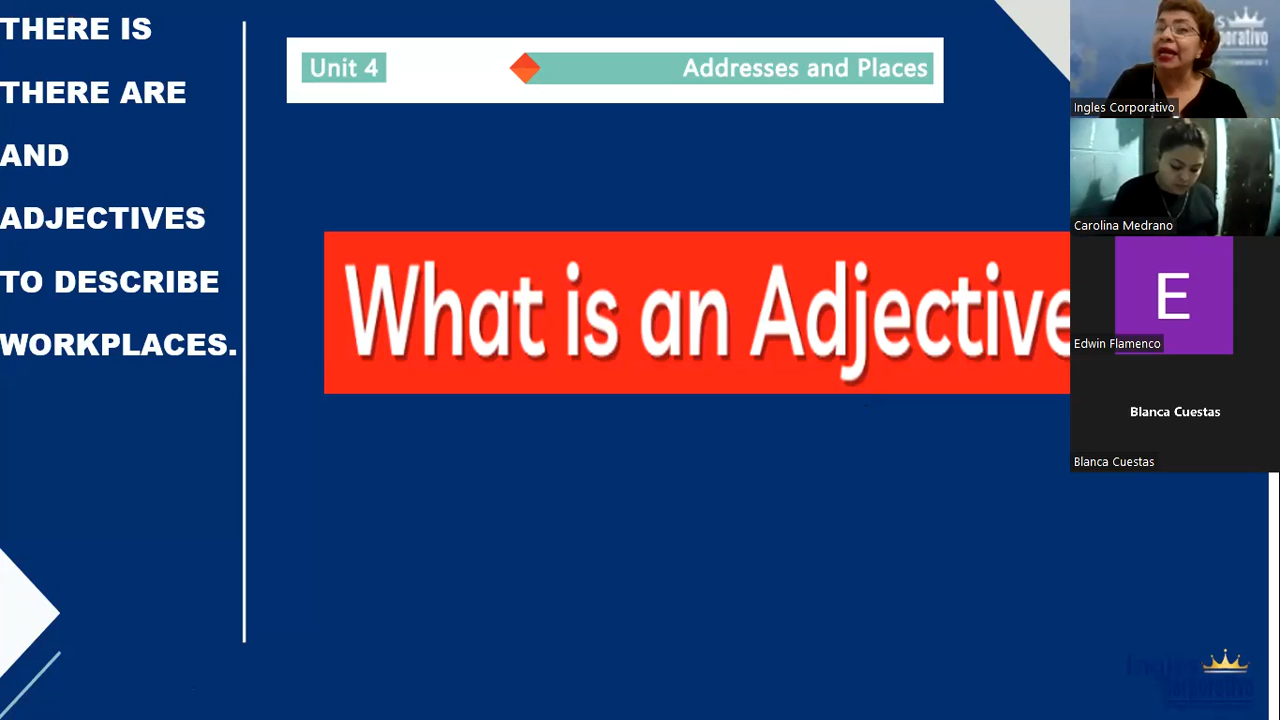 THERE IS
THERE ARE
AND
ADJECTIVES
TO DESCRIBE
WORKPLACES.
Unit 4
Addresses and Places
What is an Adjective
Ingles Corporativo
Carolina Medrano
E
Edwin Flamenco
Blanca Cuestas
Blanca Cuestas